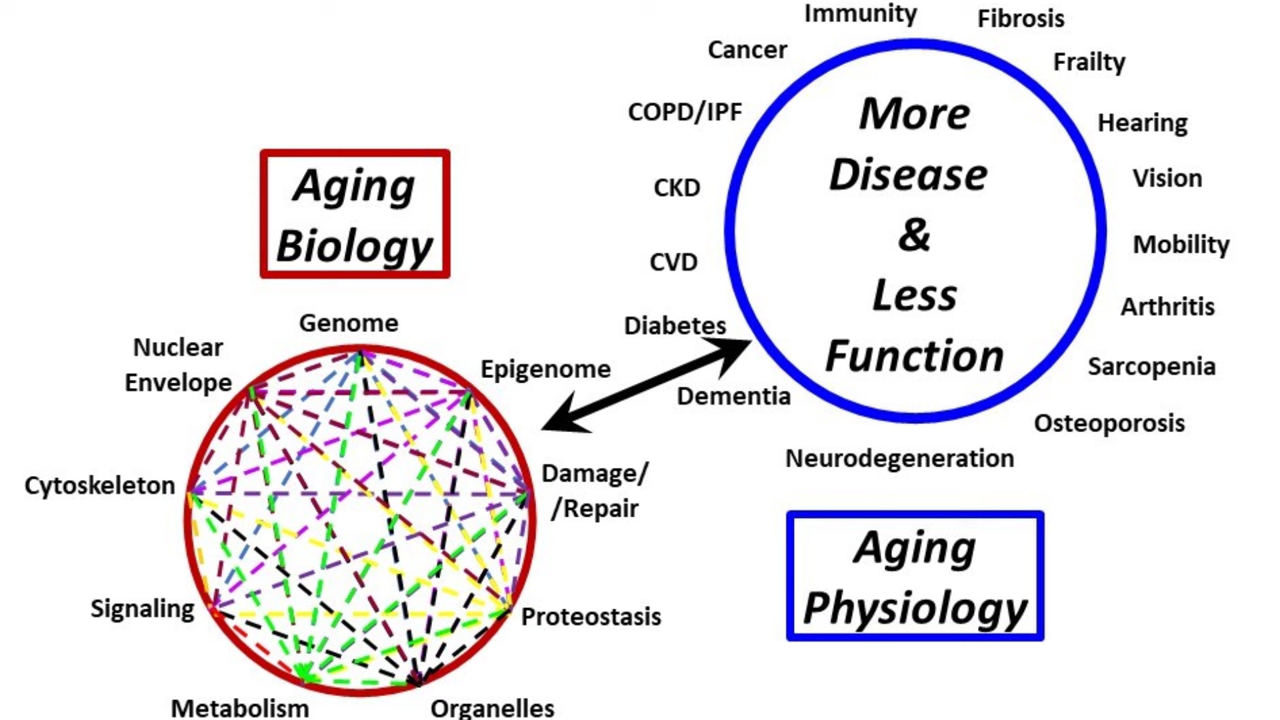 Immunity
Fibrosis
Cancer
Frailty
COPD/IPF
Hearing
CKD
Vision
CVD
Mobility
Diabetes
Arthritis
Dementia
Sarcopenia
Neurodegeneration
Osteoporosis
More
Disease
&
Less
Function
Aging
Biology
Genome
Nuclear
Envelope
Epigenome
Cytoskeleton
Damage/
/Repair
Signaling
Proteostasis
Metabolism
Organelles
Aging
Physiology